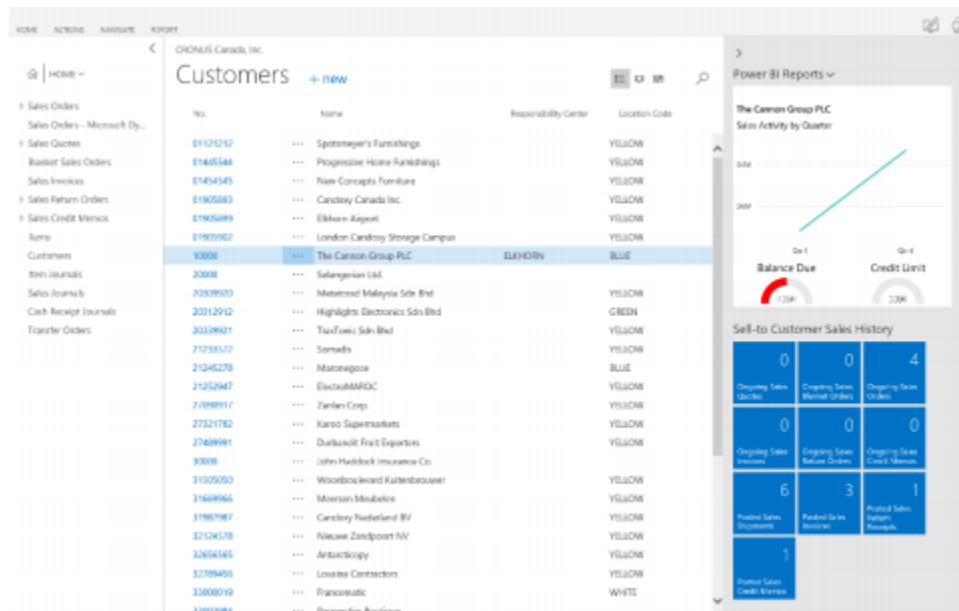 HOME ACTIONS NAVIGATE REPORT
CRONUS Canada, Inc.
HOME
Customers + new
Power BI Reports
Sales Orders
Sales Orders - Microsoft Dy...
Sales Quotes
Blanket Sales Orders
Sales Invoices
Sales Return Orders
Sales Credit Memos
Items
Customers
Item Journals
Sales Journals
Cash Receipt Journals
Transfer Orders
No. Name Responsibility Center Location Code
01121212 ... Spotsmeyer's Furnishings YELLOW
01445544 ... Progressive Home Furnishings YELLOW
01454545 ... New Concepts Furniture YELLOW
01905893 ... Candoxy Canada Inc. YELLOW
01905899 ... Elkhorn Airport YELLOW
01905902 ... London Candoxy Storage Campus YELLOW
10000 ... The Cannon Group PLC ELKHORN BLUE
20000 ... Selangorian Ltd.
20309920 ... Metatorad Malaysia Sdn Bhd YELLOW
20312912 ... Highlights Electronics Sdn Bhd GREEN
20339921 ... TraxTonic Sdn Bhd YELLOW
21233572 ... Somadis YELLOW
21245278 ... Maronegoce BLUE
21252947 ... ElectroMAROC YELLOW
27090917 ... Zanlan Corp. YELLOW
27321782 ... Karoo Supermarkets YELLOW
27489991 ... Durbandit Fruit Exporters YELLOW
30000 ... John Haddock Insurance Co.
31505050 ... Woonboulevard Kuitenbrouwer YELLOW
31669966 ... Meersen Meubelen YELLOW
31987987 ... Candoxy Nederland BV YELLOW
32124578 ... Nieuwe Zandpoort NV YELLOW
32656565 ... Antarcticopy YELLOW
32789456 ... Lovaina Contractors YELLOW
33000019 ... Francematic WHITE
The Cannon Group PLC
Sales Activity by Quarter
Qtr 1 Qtr 4
Balance Due Credit Limit
Sell-to Customer Sales History
0 0 4
Ongoing Sales Quotes
Ongoing Sales Blanket Orders
Ongoing Sales Orders
0 0 0
Ongoing Sales Invoices
Ongoing Sales Return Orders
Ongoing Sales Credit Memos
6 3 1
Posted Sales Shipments
Posted Sales Invoices
Posted Sales Return Receipts
1
Posted Sales Credit Memos